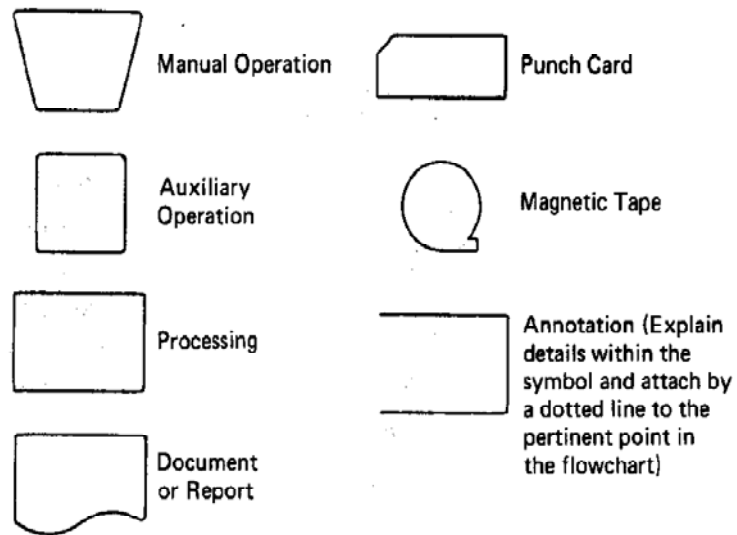 Manual Operation
Punch Card
Auxiliary
Operation
Magnetic Tape
Processing
Annotation (Explain
details within the
symbol and attach by
a dotted line to the
pertinent point in
the flowchart)
Document
or Report